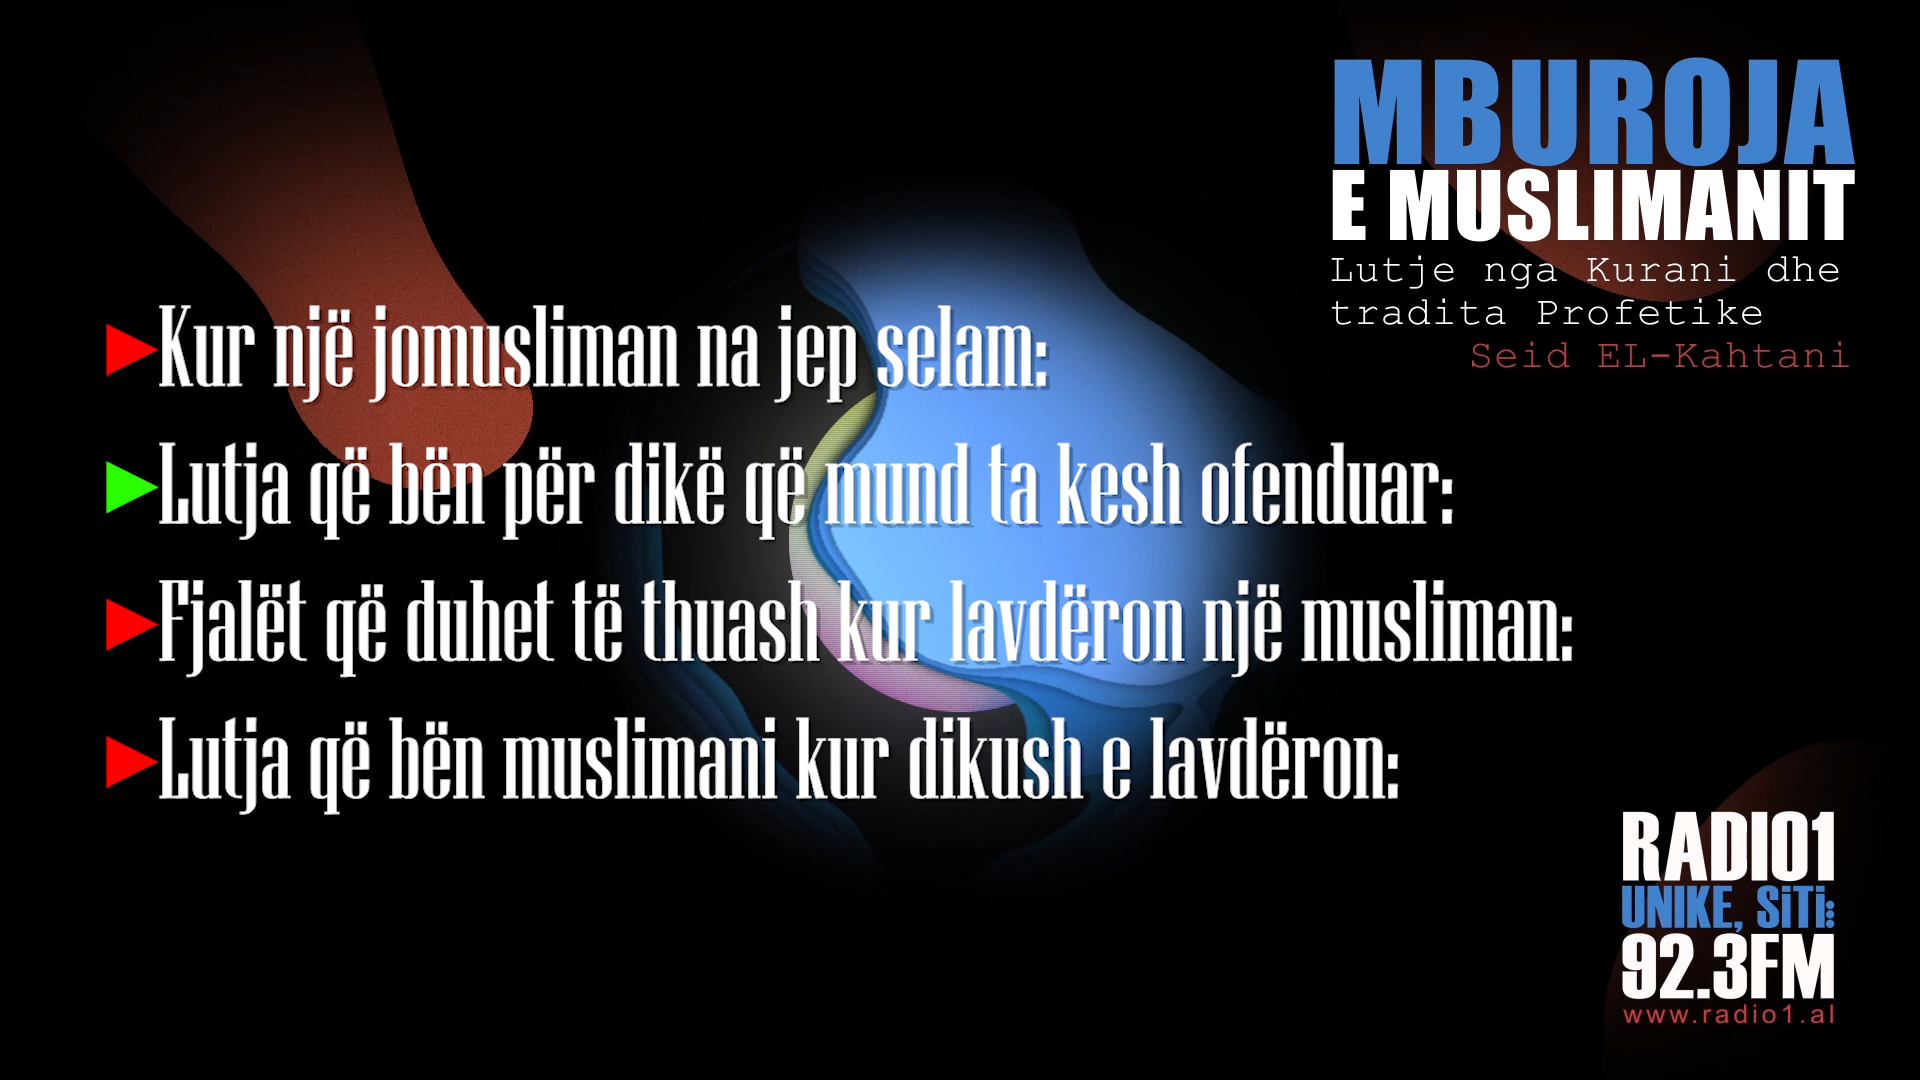 MBUROJA
E MUSLIMANIT
Lutje nga Kurani dhe
tradita Profetike
Seid EL-Kahtani
Kur një jomusliman na jep selam:
Lutja që bën për dikë që mund ta kesh ofenduar:
Fjalët që duhet të thuash kur lavdëron një musliman:
Lutja që bën muslimani kur dikush e lavdëron:
RADIO1
UNIKE, SiTi:
92.3FM
www.radio1.al